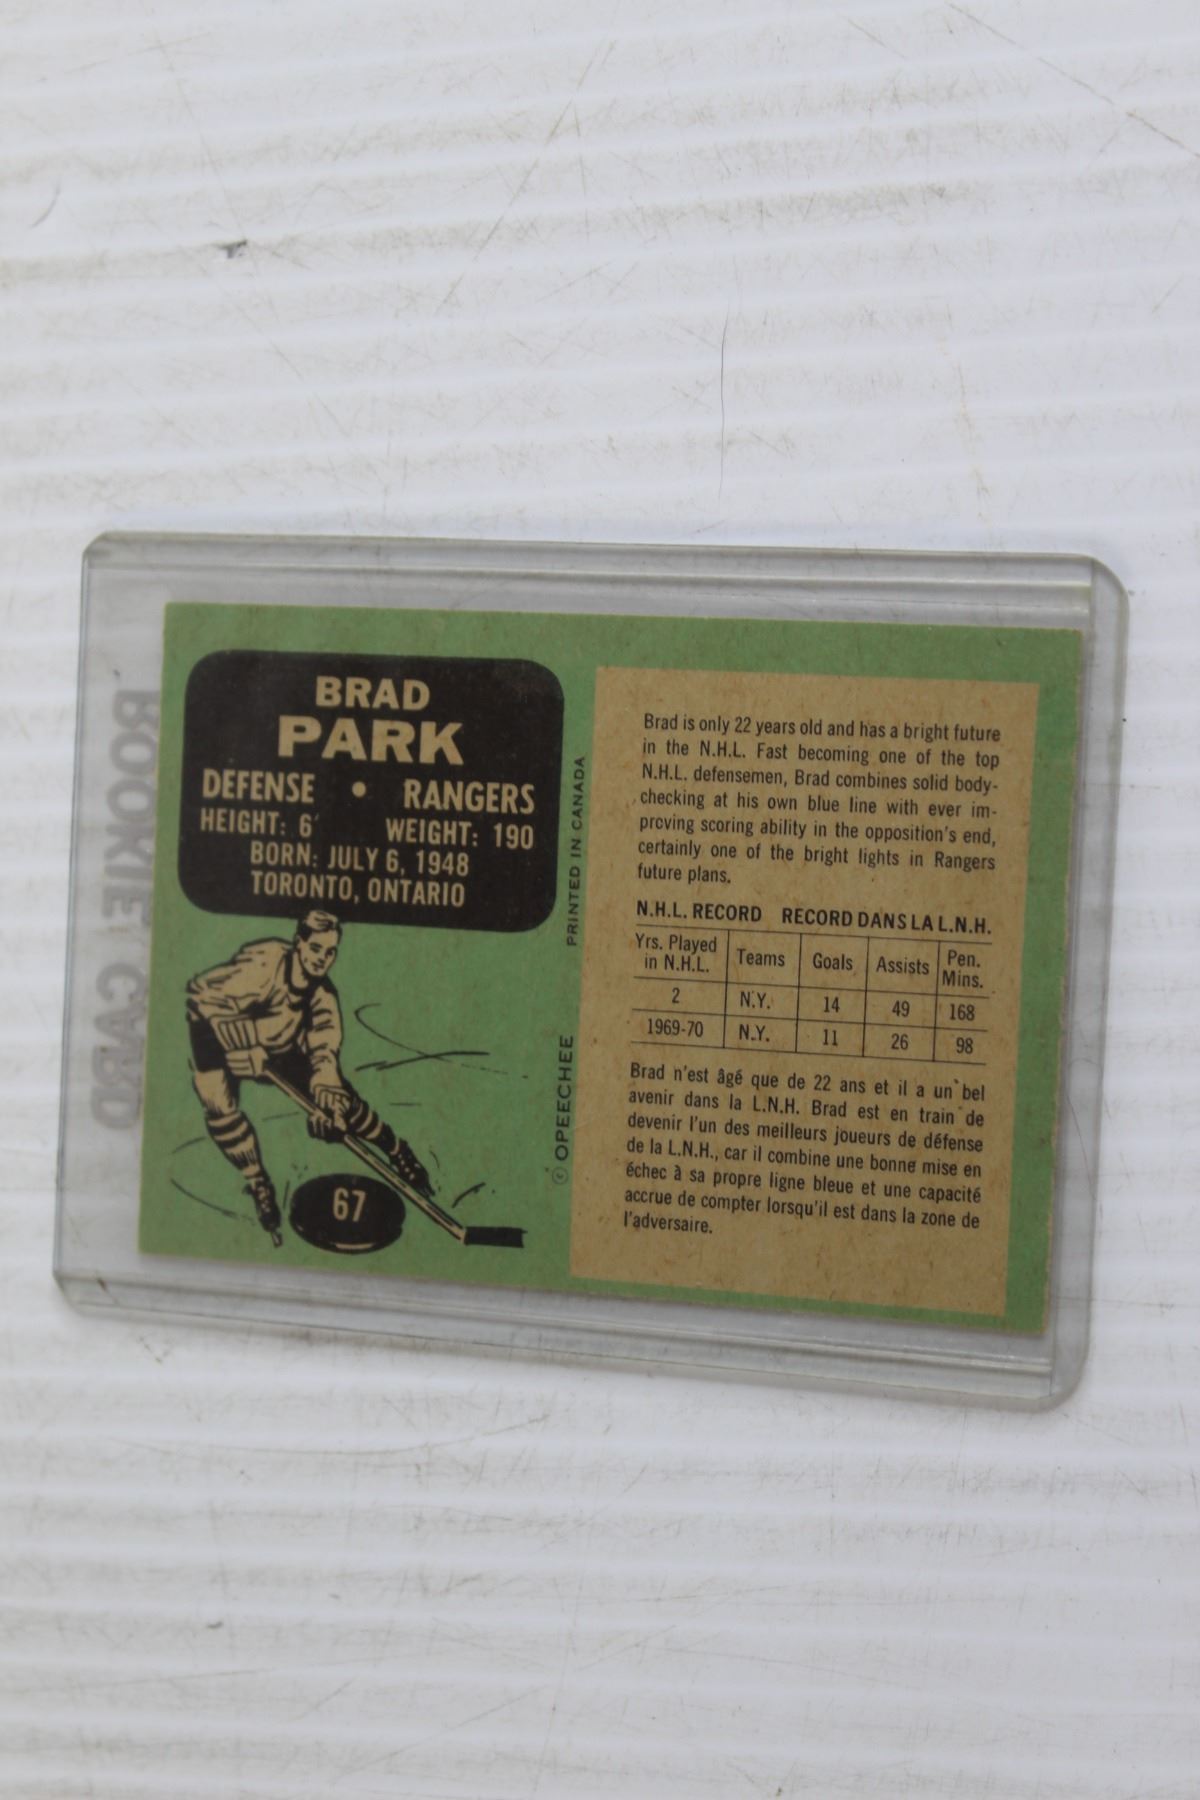 BRAD
PARK
DEFENSE • RANGERS
HEIGHT: 6' WEIGHT: 190
BORN: JULY 6, 1948
TORONTO, ONTARIO
67
© OPEECHEE PRINTED IN CANADA
Brad is only 22 years old and has a bright future
in the N.H.L. Fast becoming one of the top
N.H.L. defensemen, Brad combines solid body-
checking at his own blue line with ever im-
proving scoring ability in the opposition's end,
certainly one of the bright lights in Rangers
future plans.
N.H.L. RECORD RECORD DANS LA L.N.H.
Yrs. Played in N.H.L. Teams Goals Assists Pen. Mins.
2 N.Y. 14 49 168
1969-70 N.Y. 11 26 98
Brad n'est âgé que de 22 ans et il a un bel
avenir dans la L.N.H. Brad est en train de
devenir l'un des meilleurs joueurs de défense
de la L.N.H., car il combine une bonne mise en
échec à sa propre ligne bleue et une capacité
accrue de compter lorsqu'il est dans la zone de
l'adversaire.
ROOKIE CARD